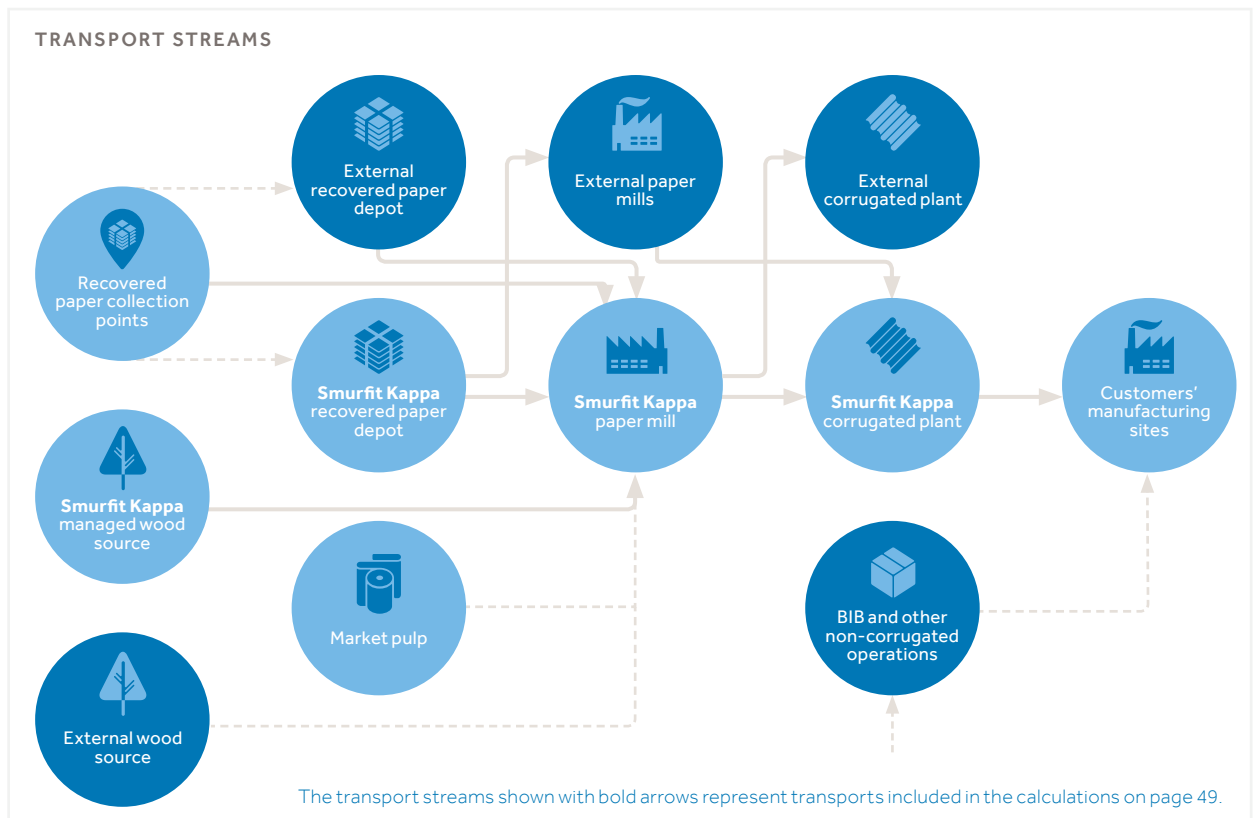 TRANSPORT STREAMS
External
recovered paper
depot
External paper
mills
External
corrugated plant
Recovered
paper collection
points
Smurfit Kappa
recovered paper
depot
Smurfit Kappa
paper mill
Smurfit Kappa
corrugated plant
Customers'
manufacturing
sites
Smurfit Kappa
managed wood
source
Market pulp
BIB and other
non-corrugated
operations
External wood
source
The transport streams shown with bold arrows represent transports included in the calculations on page 49.